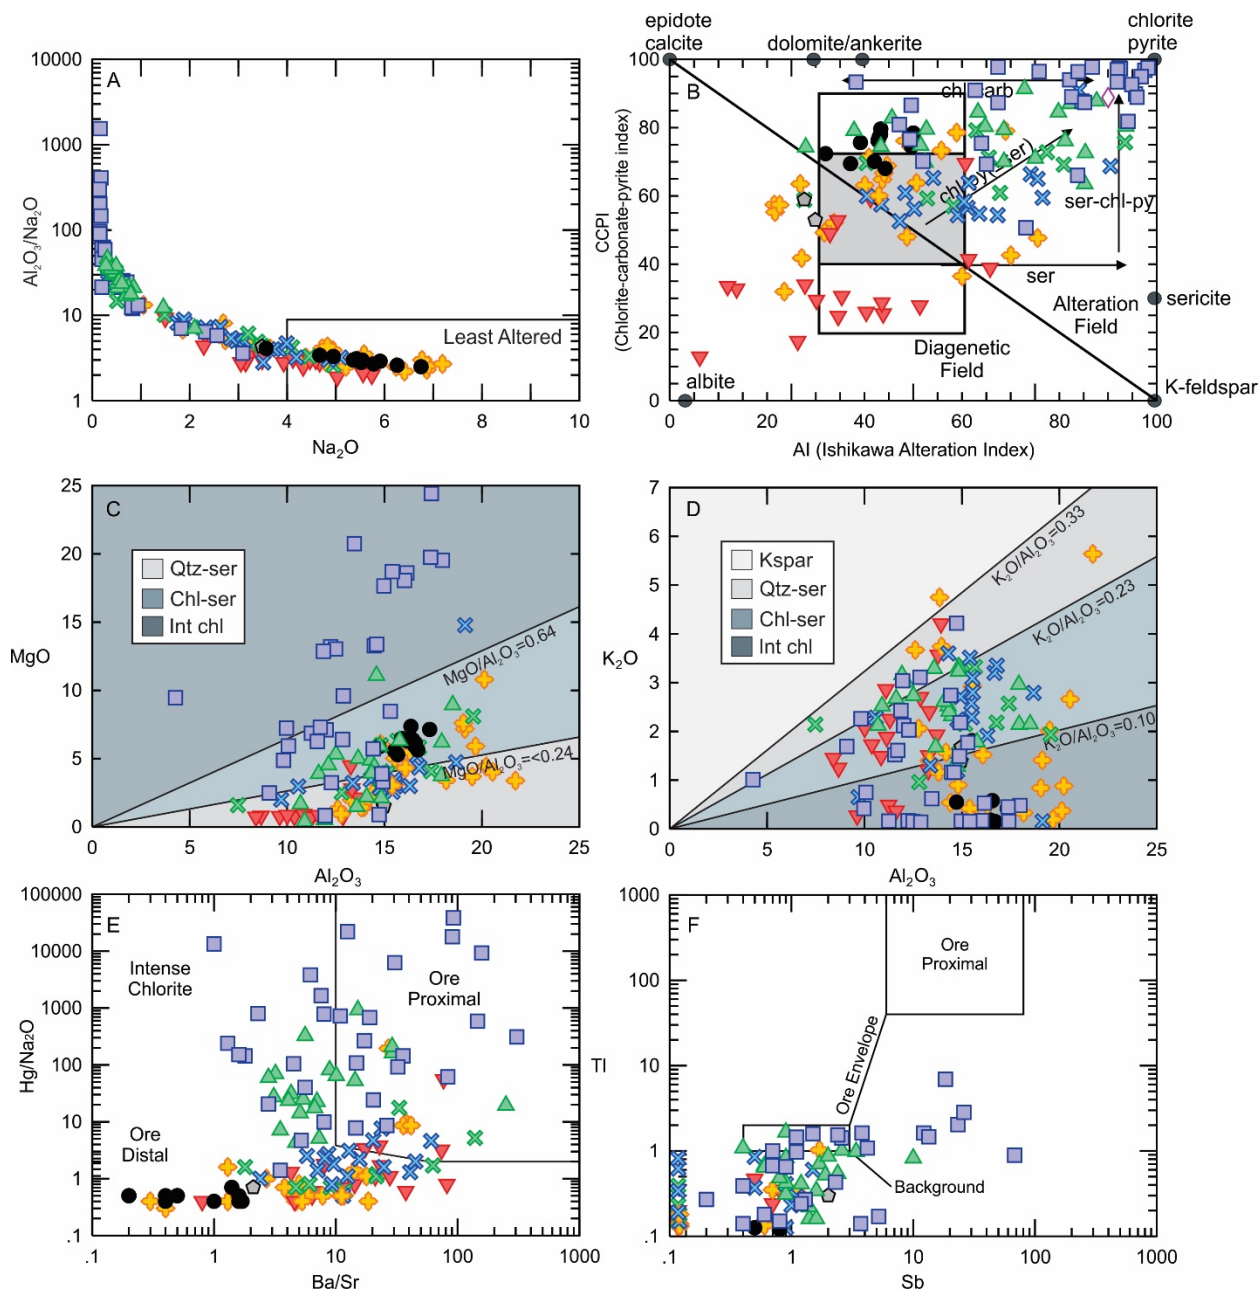 A
10000
1000
100
10
1
Al₂O₃/Na₂O
Least Altered
0 2 4 6 8 10
Na₂O
epidote
calcite
dolomite/ankerite
chlorite
pyrite
B
100
80
60
40
20
0
CCPI
(Chlorite-carbonate-pyrite index)
chl-carb
chl-py(-ser)
ser-chl-py
ser
sericite
Alteration
Field
Diagenetic
Field
albite
K-feldspar
0 20 40 60 80 100
AI (Ishikawa Alteration Index)
C
25
20
15
10
5
0
MgO
Qtz-ser
Chl-ser
Int chl
MgO/Al₂O₃=0.64
MgO/Al₂O₃=<0.24
0 5 10 15 20 25
Al₂O₃
D
7
6
5
4
3
2
1
0
K₂O
Kspar
Qtz-ser
Chl-ser
Int chl
K₂O/Al₂O₃=0.33
K₂O/Al₂O₃=0.23
K₂O/Al₂O₃=0.10
0 5 10 15 20 25
Al₂O₃
E
100000
10000
1000
100
10
1
.1
Hg/Na₂O
Intense
Chlorite
Ore
Proximal
Ore
Distal
.1 1 10 100 1000
Ba/Sr
F
1000
100
10
1
.1
Tl
Ore
Proximal
Ore Envelope
Background
.1 1 10 100 1000
Sb